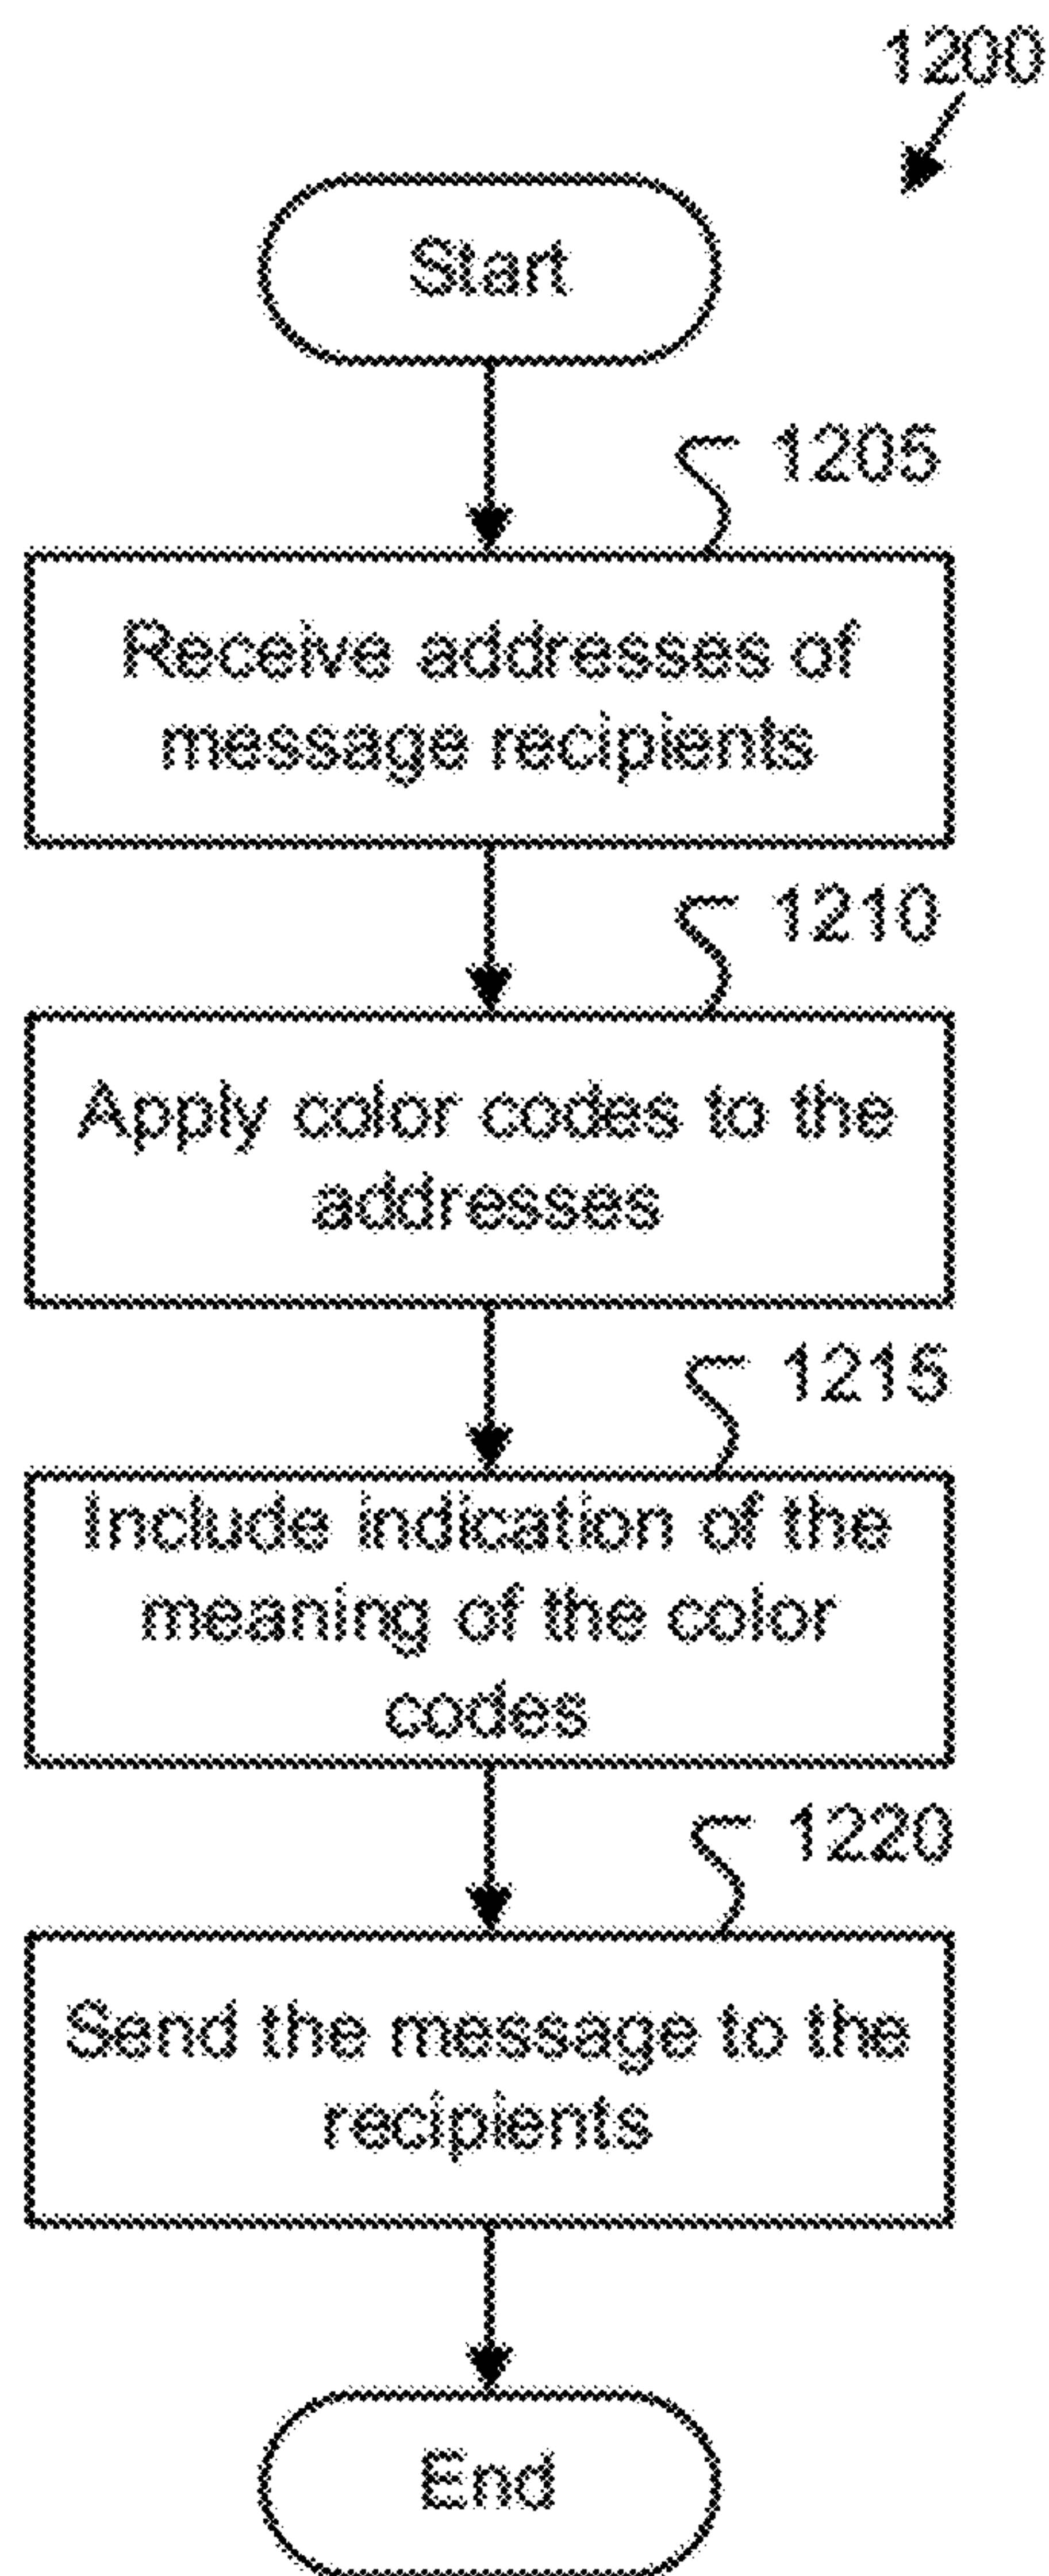 1200
Start
1205
Receive addresses of
message recipients
1210
Apply color codes to the
addresses
1215
Include indication of the
meaning of the color
codes
1220
Send the message to the
recipients
End